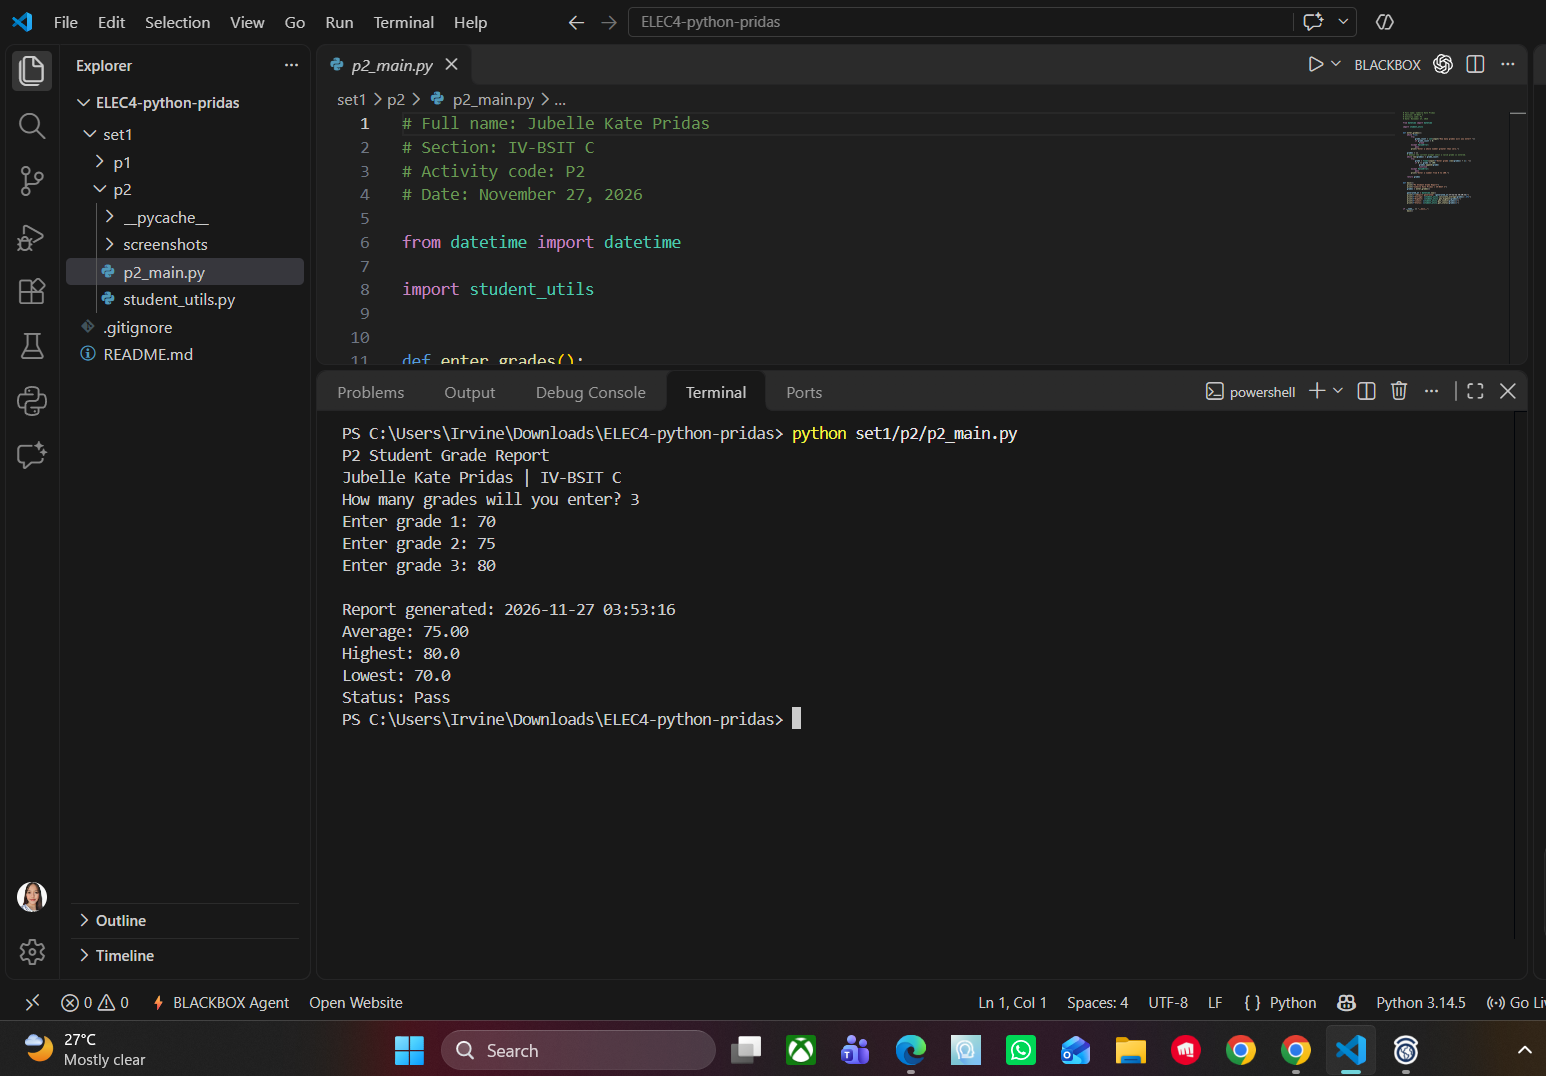 File Edit Selection View Go Run Terminal Help
ELEC4-python-pridas
Explorer
ELEC4-python-pridas
set1
p1
p2
__pycache__
screenshots
p2_main.py
student_utils.py
.gitignore
README.md
Outline
Timeline
p2_main.py
BLACKBOX
set1 p2 p2_main.py ...
1 # Full name: Jubelle Kate Pridas
2 # Section: IV-BSIT C
3 # Activity code: P2
4 # Date: November 27, 2026
5
6 from datetime import datetime
7
8 import student_utils
9
10
11 def enter_grades():
Problems Output Debug Console Terminal Ports
powershell
PS C:\Users\Irvine\Downloads\ELEC4-python-pridas> python set1/p2/p2_main.py
P2 Student Grade Report
Jubelle Kate Pridas | IV-BSIT C
How many grades will you enter? 3
Enter grade 1: 70
Enter grade 2: 75
Enter grade 3: 80
Report generated: 2026-11-27 03:53:16
Average: 75.00
Highest: 80.0
Lowest: 70.0
Status: Pass
PS C:\Users\Irvine\Downloads\ELEC4-python-pridas>
0 0 BLACKBOX Agent Open Website Ln 1, Col 1 Spaces: 4 UTF-8 LF { } Python Python 3.14.5 Go Li
27°C
Mostly clear
Search